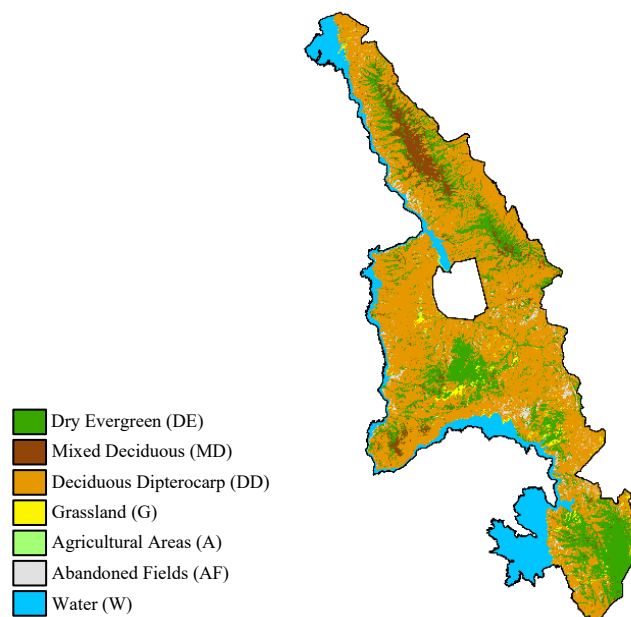 Dry Evergreen (DE)
Mixed Deciduous (MD)
Deciduous Dipterocarp (DD)
Grassland (G)
Agricultural Areas (A)
Abandoned Fields (AF)
Water (W)